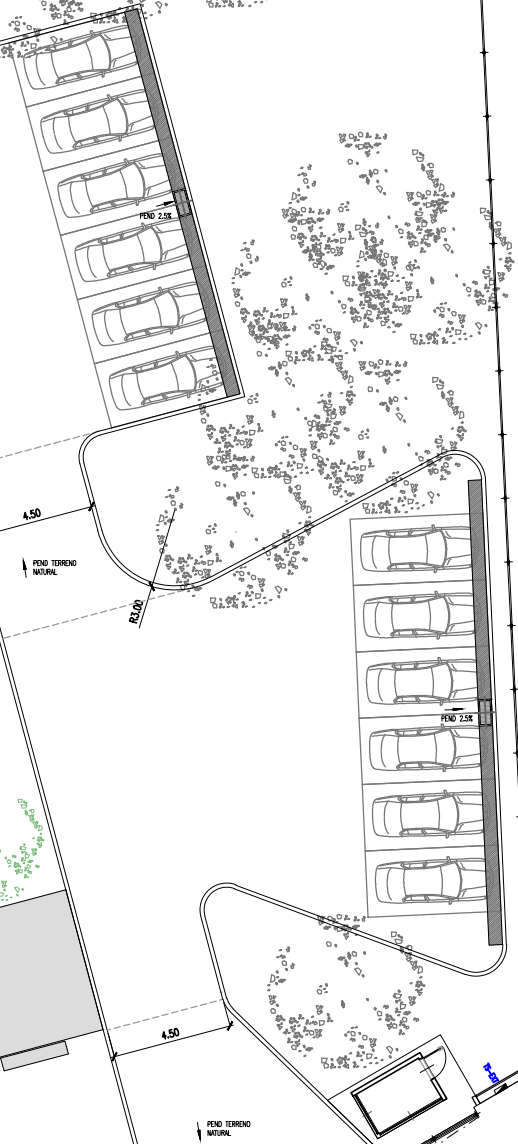 PEND 2.5%
4.50
PEND TERRENO
NATURAL
R3.00
PEND 2.5%
4.50
PEND TERRENO
NATURAL